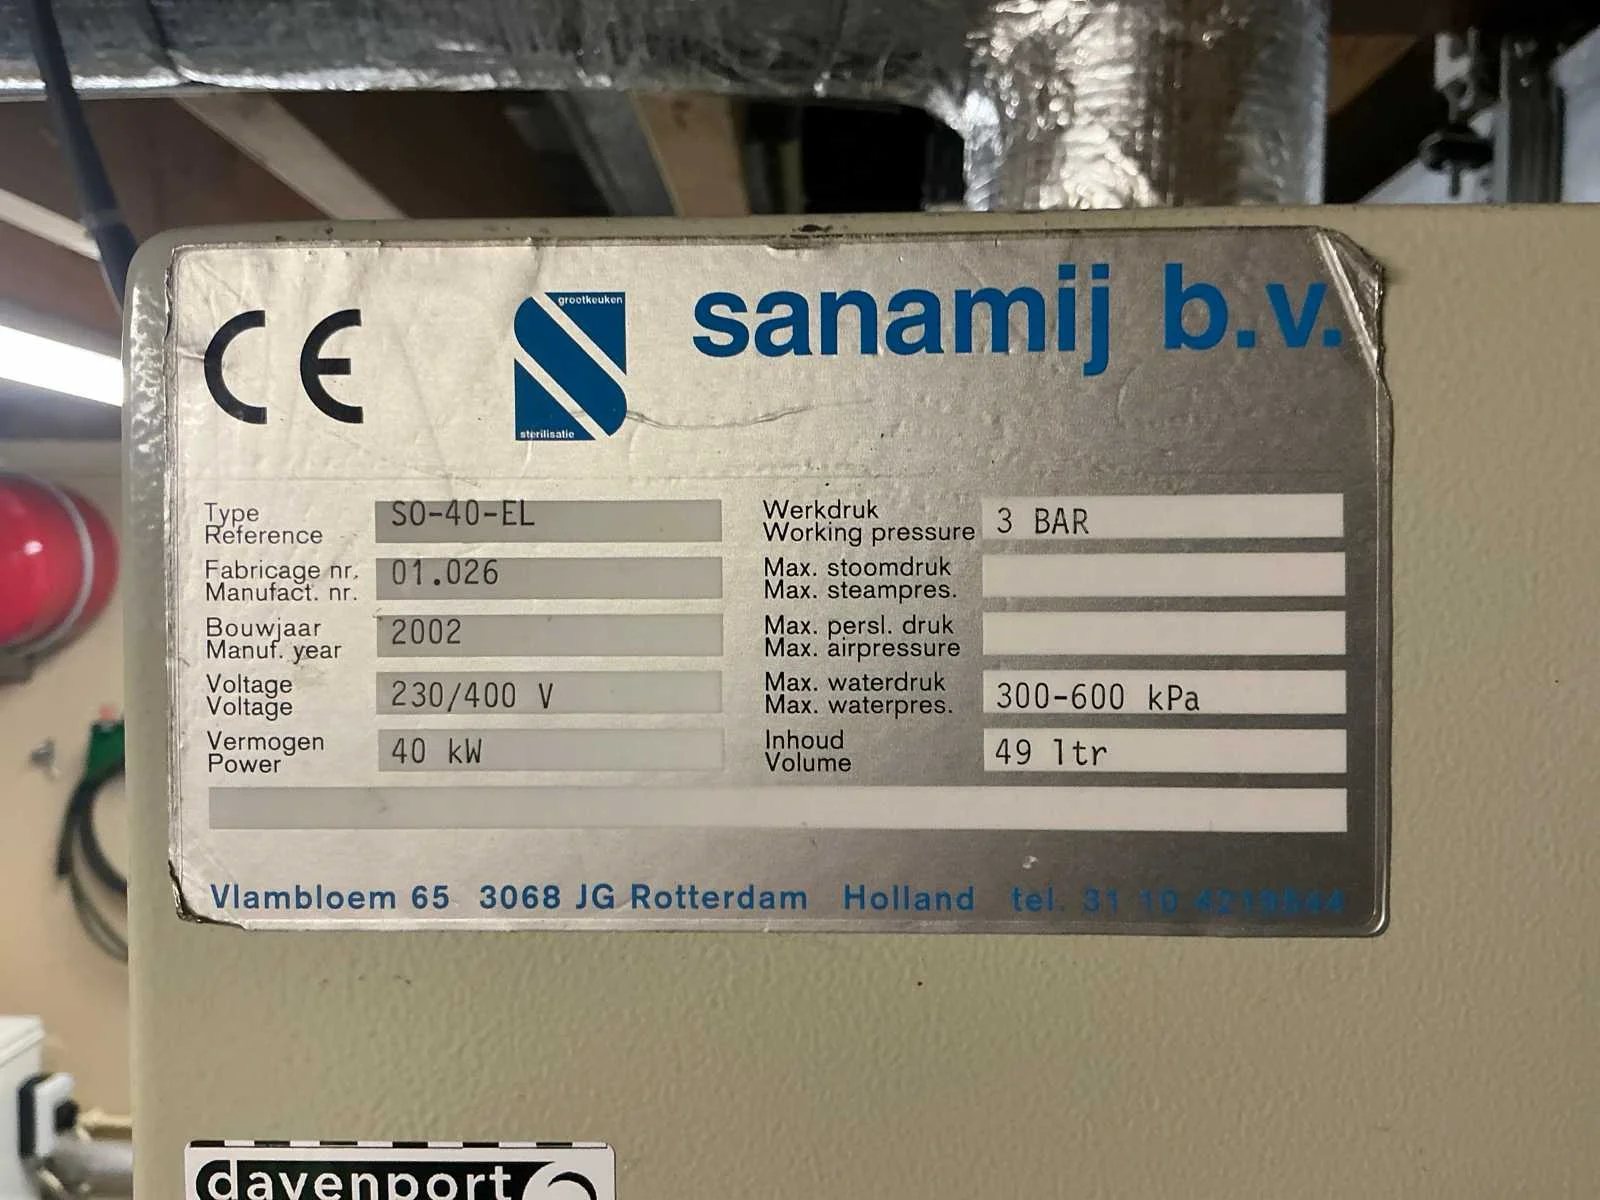 CE
grootkeuken
sterilisatie
sanamij b.v.
Type
Reference
SO-40-EL
Werkdruk
Working pressure
3 BAR
Fabricage nr.
Manufact. nr.
01.026
Max. stoomdruk
Max. steampres.
Bouwjaar
Manuf. year
2002
Max. persl. druk
Max. airpressure
Voltage
Voltage
230/400 V
Max. waterdruk
Max. waterpres.
300-600 kPa
Vermogen
Power
40 kW
Inhoud
Volume
49 ltr
Vlambloem 65 3068 JG Rotterdam Holland tel. 31 10
davenport